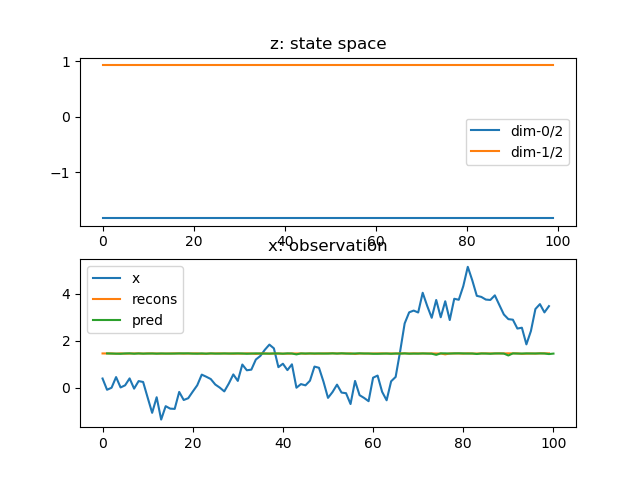 z: state space
1
0
−1
dim-0/2
dim-1/2
0 20 40 60 80 100
x: observation
4
2
0
x
recons
pred
0 20 40 60 80 100